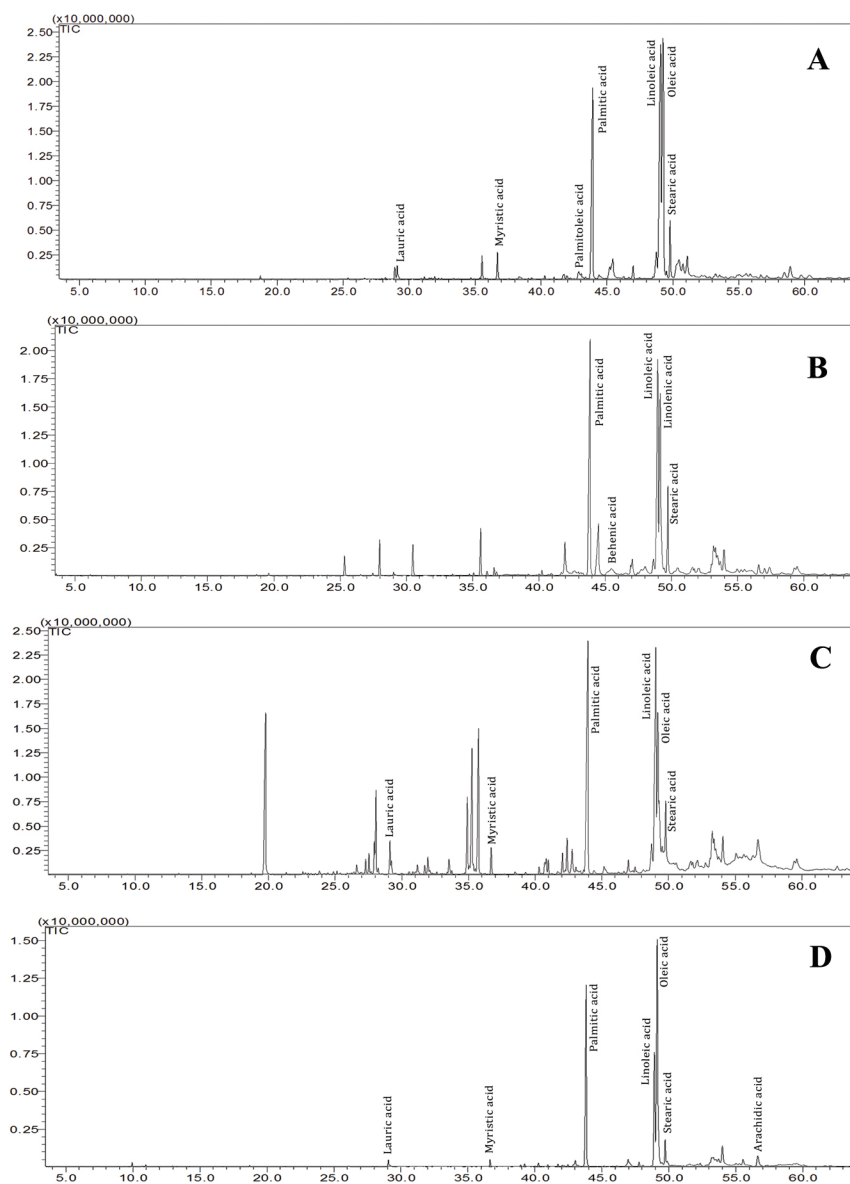 (x10,000,000)
TIC
A
2.50
2.25
2.00
1.75
1.50
1.25
1.00
0.75
0.50
0.25
Lauric acid
Myristic acid
Palmitoleic acid
Palmitic acid
Linoleic acid
Oleic acid
Stearic acid
5.0 10.0 15.0 20.0 25.0 30.0 35.0 40.0 45.0 50.0 55.0 60.0
(x10,000,000)
TIC
B
2.00
1.75
1.50
1.25
1.00
0.75
0.50
0.25
Palmitic acid
Behenic acid
Linoleic acid
Linolenic acid
Stearic acid
5.0 10.0 15.0 20.0 25.0 30.0 35.0 40.0 45.0 50.0 55.0 60.0
(x10,000,000)
TIC
C
2.50
2.25
2.00
1.75
1.50
1.25
1.00
0.75
0.50
0.25
Lauric acid
Myristic acid
Palmitic acid
Linoleic acid
Oleic acid
Stearic acid
5.0 10.0 15.0 20.0 25.0 30.0 35.0 40.0 45.0 50.0 55.0 60.0
(x10,000,000)
TIC
D
1.50
1.25
1.00
0.75
0.50
0.25
Lauric acid
Myristic acid
Palmitic acid
Linoleic acid
Oleic acid
Stearic acid
Arachidic acid
5.0 10.0 15.0 20.0 25.0 30.0 35.0 40.0 45.0 50.0 55.0 60.0